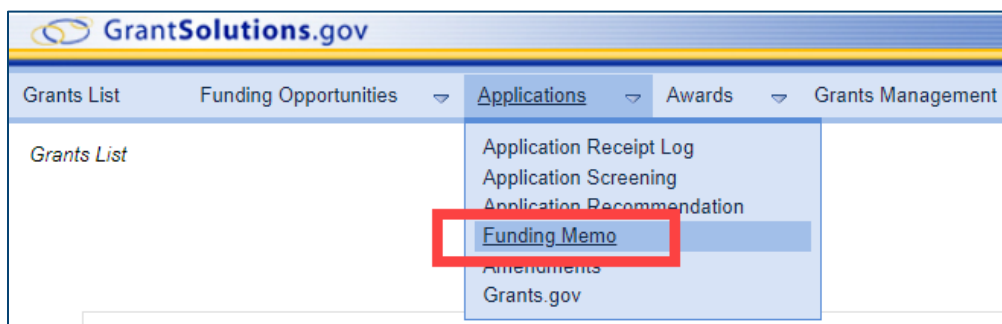 GrantSolutions.gov
Grants List Funding Opportunities Applications Awards Grants Management
Grants List
Application Receipt Log
Application Screening
Application Recommendation
Funding Memo
Amendments
Grants.gov